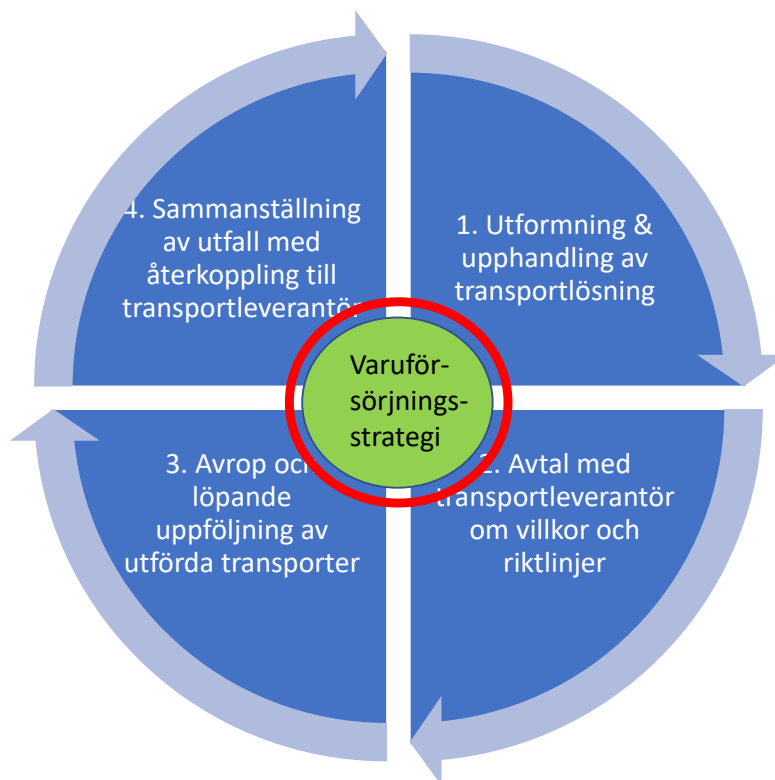 1. Utformning &
upphandling av
transportlösning
2. Avtal med
transportleverantör
om villkor och
riktlinjer
3. Avrop och
löpande
uppföljning av
utförda transporter
4. Sammanställning
av utfall med
återkoppling till
transportleverantör
Varuför-
sörjnings-
strategi